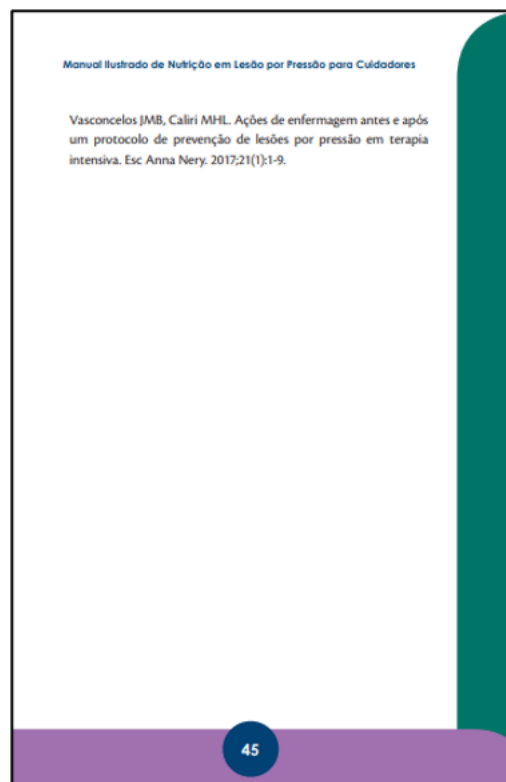 Manual Ilustrado de Nutrição em Lesão por Pressão para Cuidadores
Vasconcelos JMB, Caliri MHL. Ações de enfermagem antes e após
um protocolo de prevenção de lesões por pressão em terapia
intensiva. Esc Anna Nery. 2017;21(1):1-9.
45